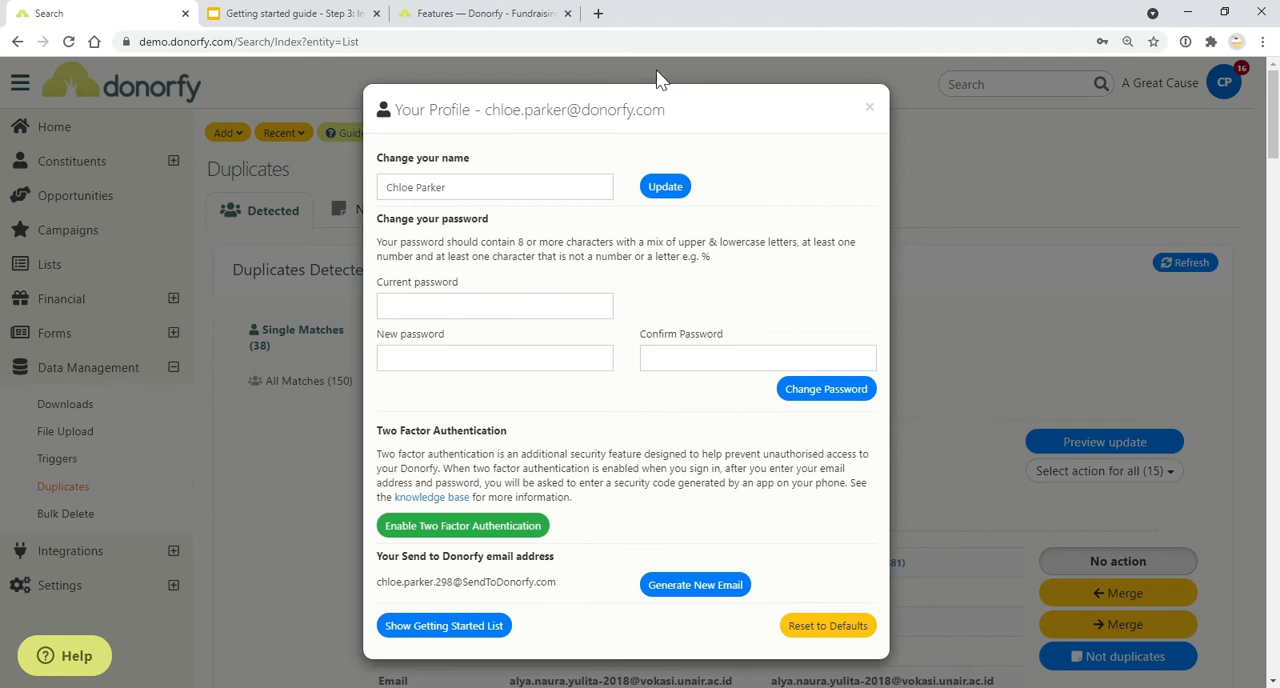 Search
Getting started guide - Step 3: In
Features — Donorfy - Fundraisin
demo.donorfy.com/Search/Index?entity=List
donorfy
Search
A Great Cause
CP
16
Home
Constituents
Opportunities
Campaigns
Lists
Financial
Forms
Data Management
Downloads
File Upload
Triggers
Duplicates
Bulk Delete
Integrations
Settings
Help
Add
Recent
Guid
Duplicates
Detected
N
Duplicates Detecte
Refresh
Single Matches
(38)
All Matches (150)
Your Profile - chloe.parker@donorfy.com
Change your name
Chloe Parker
Update
Change your password
Your password should contain 8 or more characters with a mix of upper & lowercase letters, at least one
number and at least one character that is not a number or a letter e.g. %
Current password
New password
Confirm Password
Change Password
Two Factor Authentication
Two factor authentication is an additional security feature designed to help prevent unauthorised access to
your Donorfy. When two factor authentication is enabled when you sign in, after you enter your email
address and password, you will be asked to enter a security code generated by an app on your phone. See
the knowledge base for more information.
Enable Two Factor Authentication
Your Send to Donorfy email address
chloe.parker.298@SendToDonorfy.com
Generate New Email
Show Getting Started List
Reset to Defaults
Preview update
Select action for all (15)
81)
No action
Merge
Merge
Not duplicates
Email
alya.naura.yulita-2018@vokasi.unair.ac.id
alya.naura.yulita-2018@vokasi.unair.ac.id